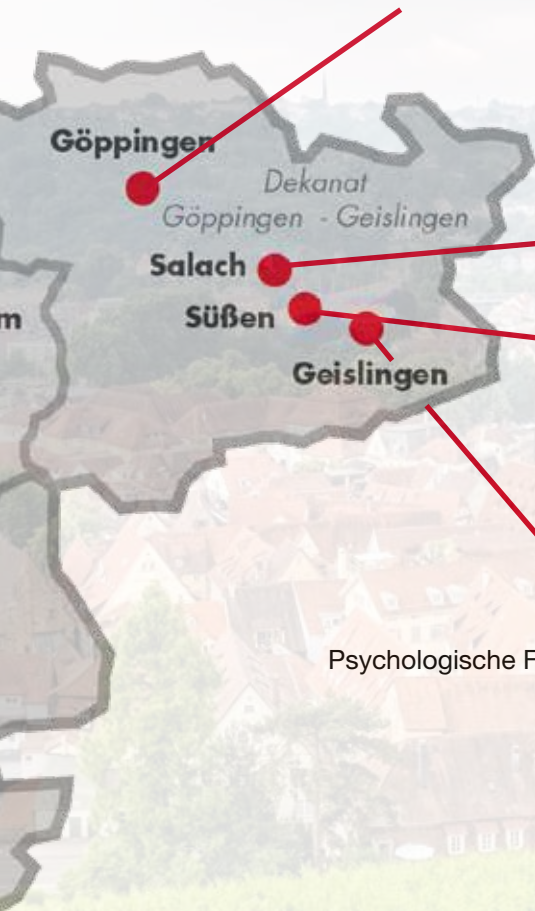 Göppingen
Dekanat
Göppingen - Geislingen
Salach
Süßen
m
Geislingen
Psychologische F